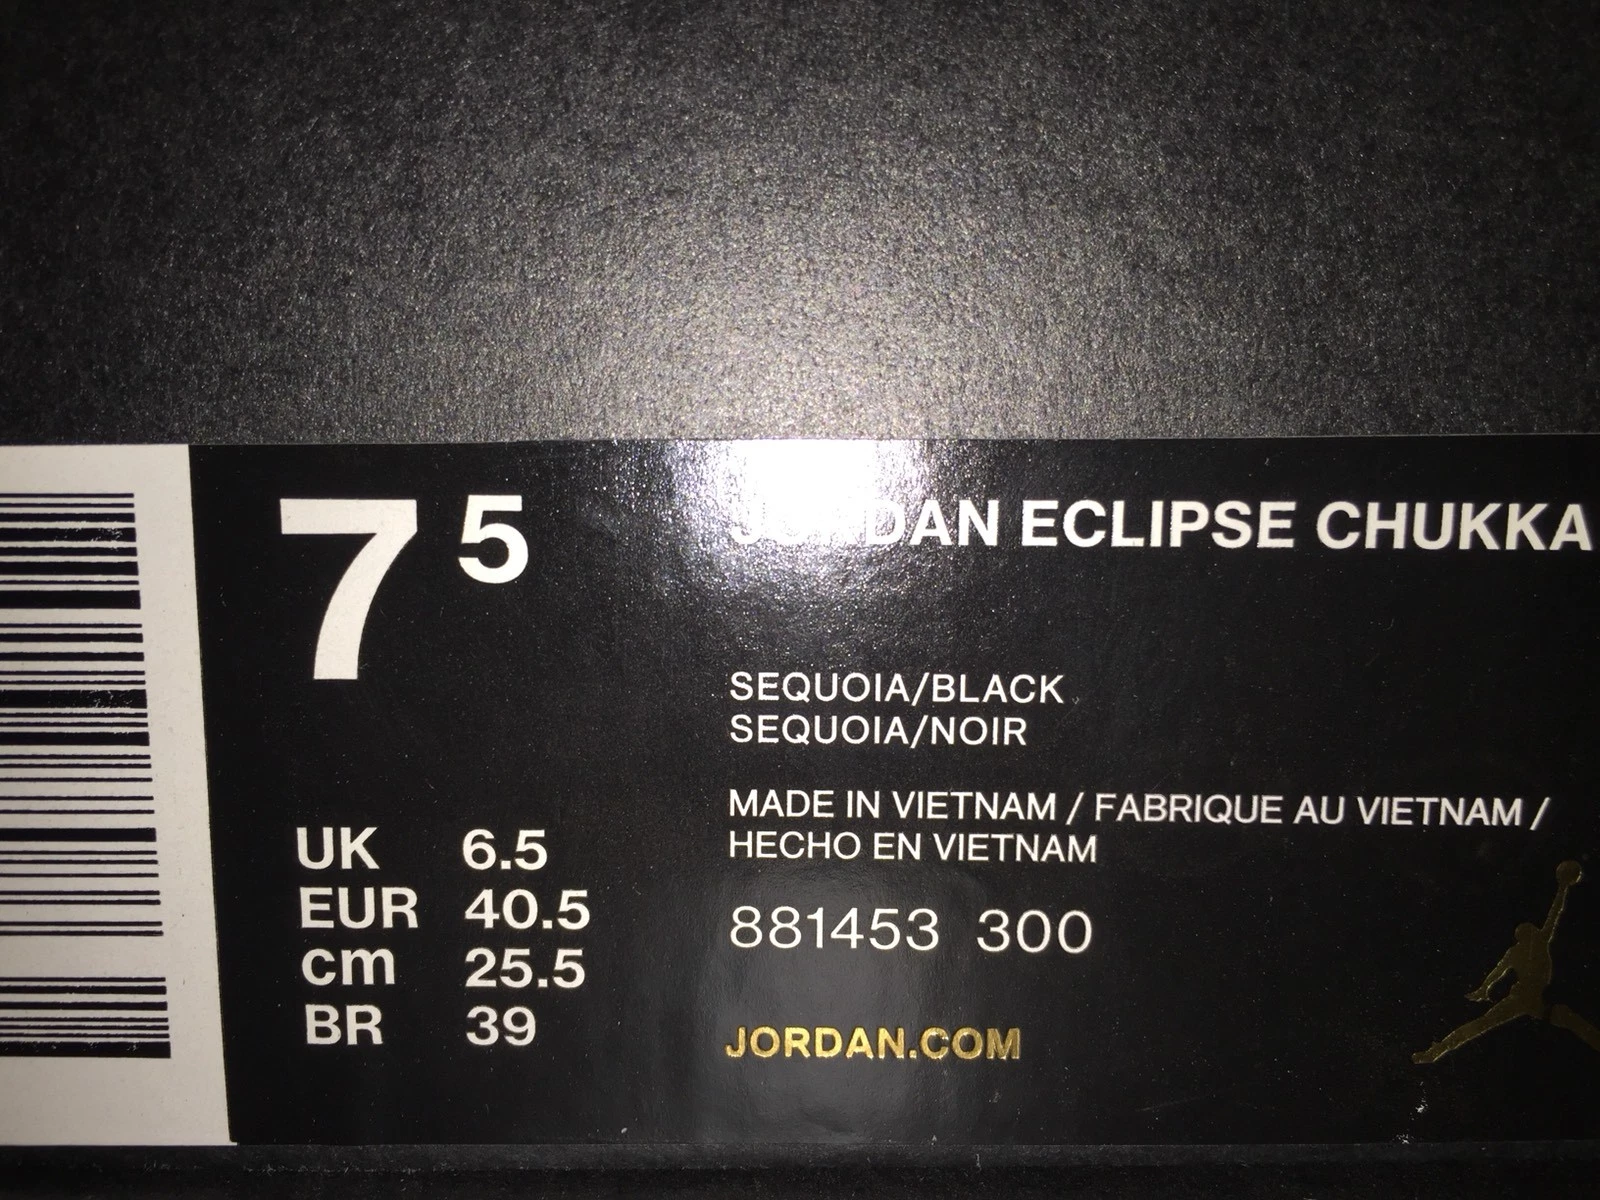 7 5
JORDAN ECLIPSE CHUKKA
SEQUOIA/BLACK
SEQUOIA/NOIR
MADE IN VIETNAM / FABRIQUE AU VIETNAM /
HECHO EN VIETNAM
UK 6.5
EUR 40.5
cm 25.5
BR 39
881453 300
JORDAN.COM